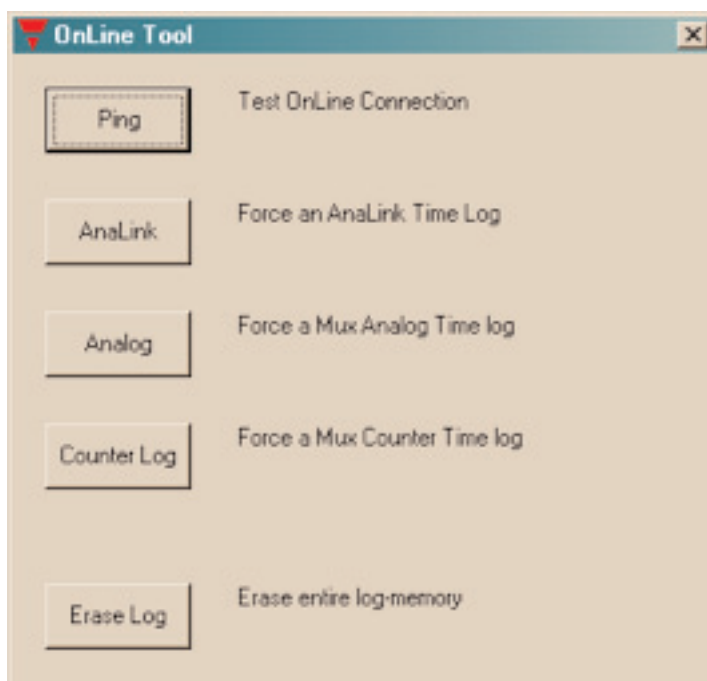 OnLine Tool
Ping
Test OnLine Connection
AnaLink
Force an AnaLink Time Log
Analog
Force a Mux Analog Time log
Counter Log
Force a Mux Counter Time log
Erase Log
Erase entire log-memory